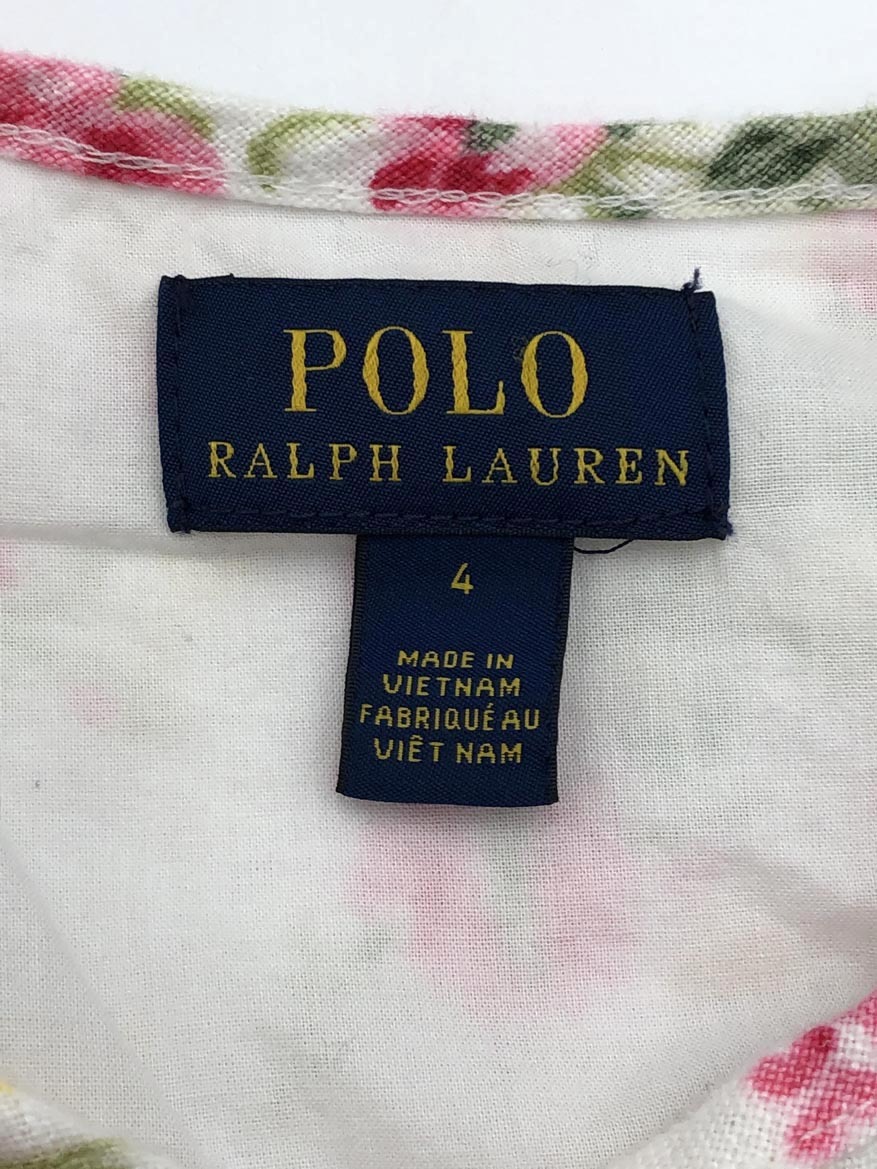 POLO
RALPH LAUREN
4
MADE IN
VIETNAM
FABRIQUÉ AU
VIÊT NAM